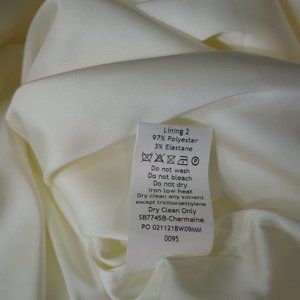 Lining 2
97% Polyester
3% Elastane
Do not wash
Do not bleach
Do not dry
Iron low heat
Dry clean any solvent
except trichloroethylene
Dry Clean Only
SB7745B-Charmaine
PO 021121BW09MM
0095